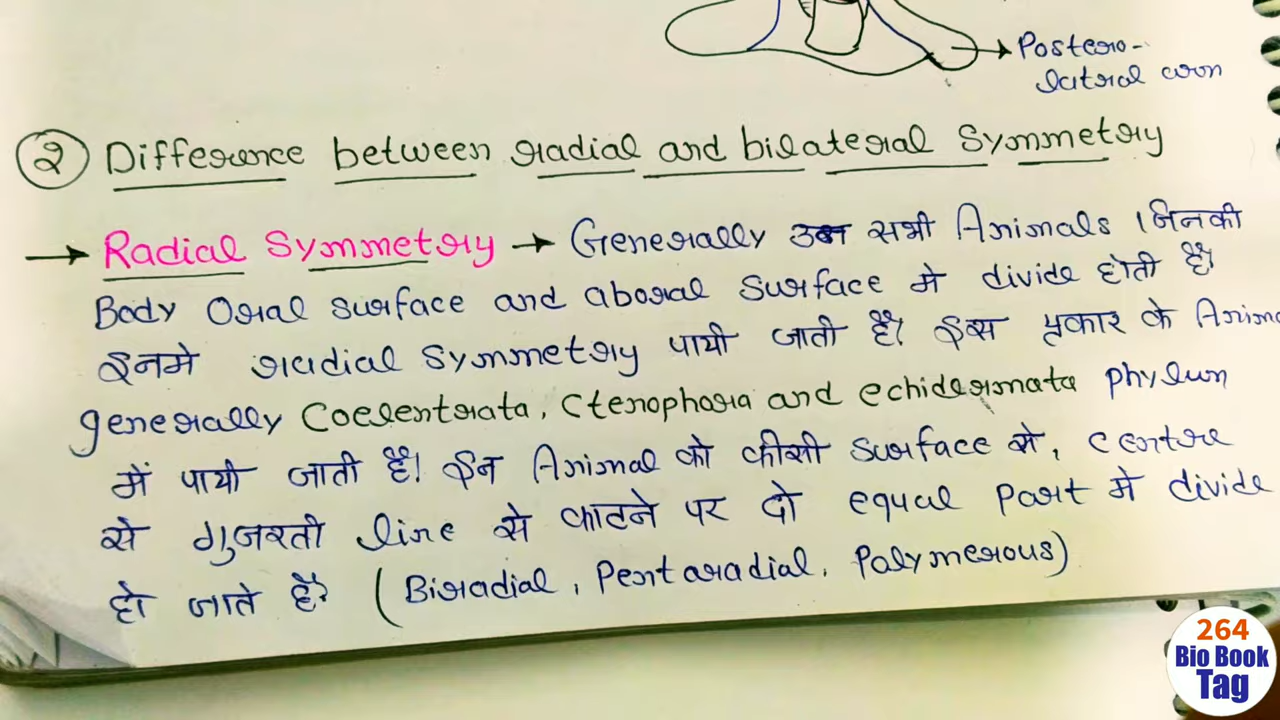 Postero-
latral arm
② Difference between radial and bilateral Symmetry
→ Radial Symmetry → Generally उन सभी Animals । जिनकी
Body Oral surface and aboral surface मे divide होती है।
इनमे radial symmetry पायी जाती है। इस प्रकार के Anima
generally Coelentrata, Ctenophora and echidermata phylum
में पायी जाती है। इन Animal को कीसी surface से, centre
से गुजरती line से काटने पर दो equal part मे divide
हो जाते है। (Biradial, Pentaradial, Polymerous)
264
Bio Book
Tag